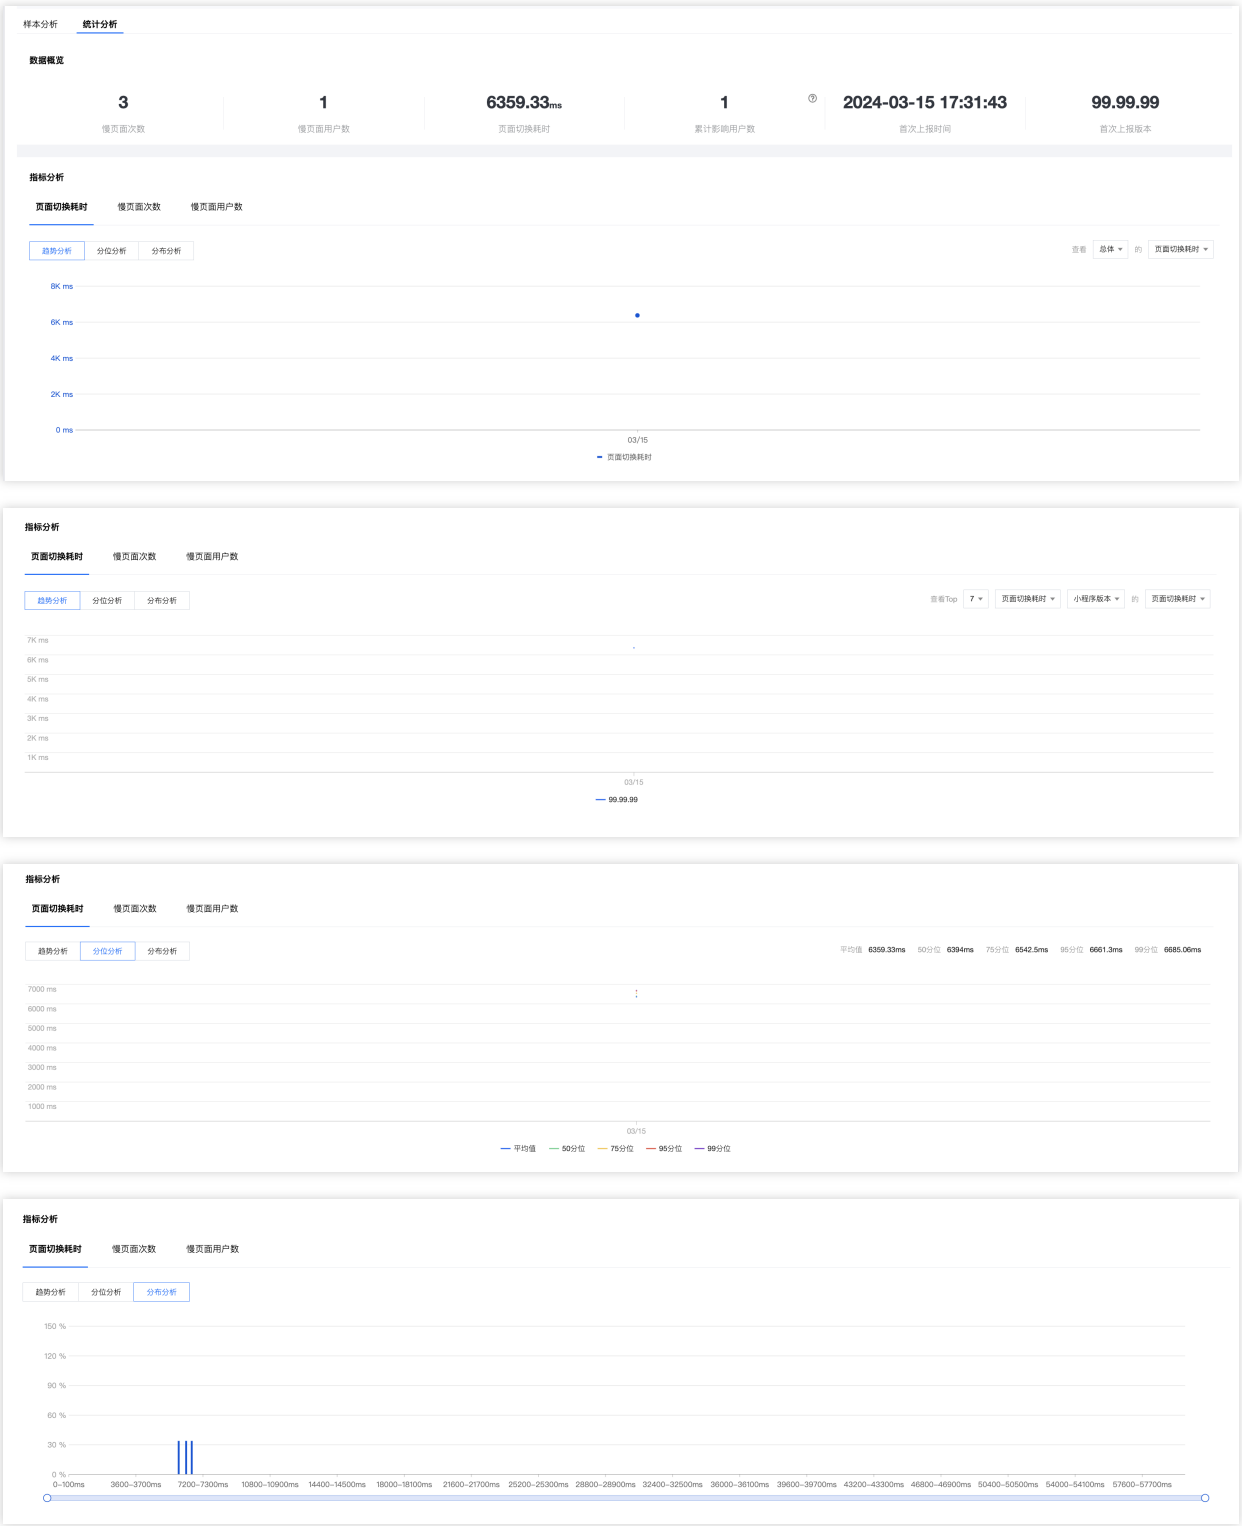 样本分析 统计分析
数据概览
3 1 6359.33ms 1 2024-03-15 17:31:43 99.99.99
慢页面次数 慢页面用户数 页面切换耗时 累计影响用户数 首次上报时间 首次上报版本
指标分析
页面切换耗时 慢页面次数 慢页面用户数
趋势分析 分位分析 分布分析 查看 总体 的 页面切换耗时
8K ms
6K ms
4K ms
2K ms
0 ms
03/15
页面切换耗时
指标分析
页面切换耗时 慢页面次数 慢页面用户数
趋势分析 分位分析 分布分析 查看Top 7 页面切换耗时 小程序版本 的 页面切换耗时
7K ms
6K ms
5K ms
4K ms
3K ms
2K ms
1K ms
03/15
99.99.99
指标分析
页面切换耗时 慢页面次数 慢页面用户数
趋势分析 分位分析 分布分析 平均值 6359.33ms 50分位 6394ms 75分位 6542.5ms 95分位 6661.3ms 99分位 6685.06ms
7000 ms
6000 ms
5000 ms
4000 ms
3000 ms
2000 ms
1000 ms
03/15
平均值 50分位 75分位 95分位 99分位
指标分析
页面切换耗时 慢页面次数 慢页面用户数
趋势分析 分位分析 分布分析
150 %
120 %
90 %
60 %
30 %
0 %
0-100ms 3600-3700ms 7200-7300ms 10800-10900ms 14400-14500ms 18000-18100ms 21600-21700ms 25200-25300ms 28800-28900ms 32400-32500ms 36000-36100ms 39600-39700ms 43200-43300ms 46800-46900ms 50400-50500ms 54000-54100ms 57600-57700ms